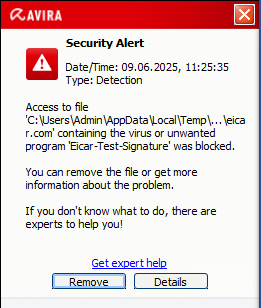 AVIRA
Security Alert
Date/Time: 09.06.2025, 11:25:35
Type: Detection
Access to file
'C:\Users\Admin\AppData\Local\Temp\...\eic
ar.com' containing the virus or unwanted
program 'Eicar-Test-Signature' was blocked.
You can remove the file or get more
information about the problem.
If you don't know what to do, there are
experts to help you!
Get expert help
Remove
Details